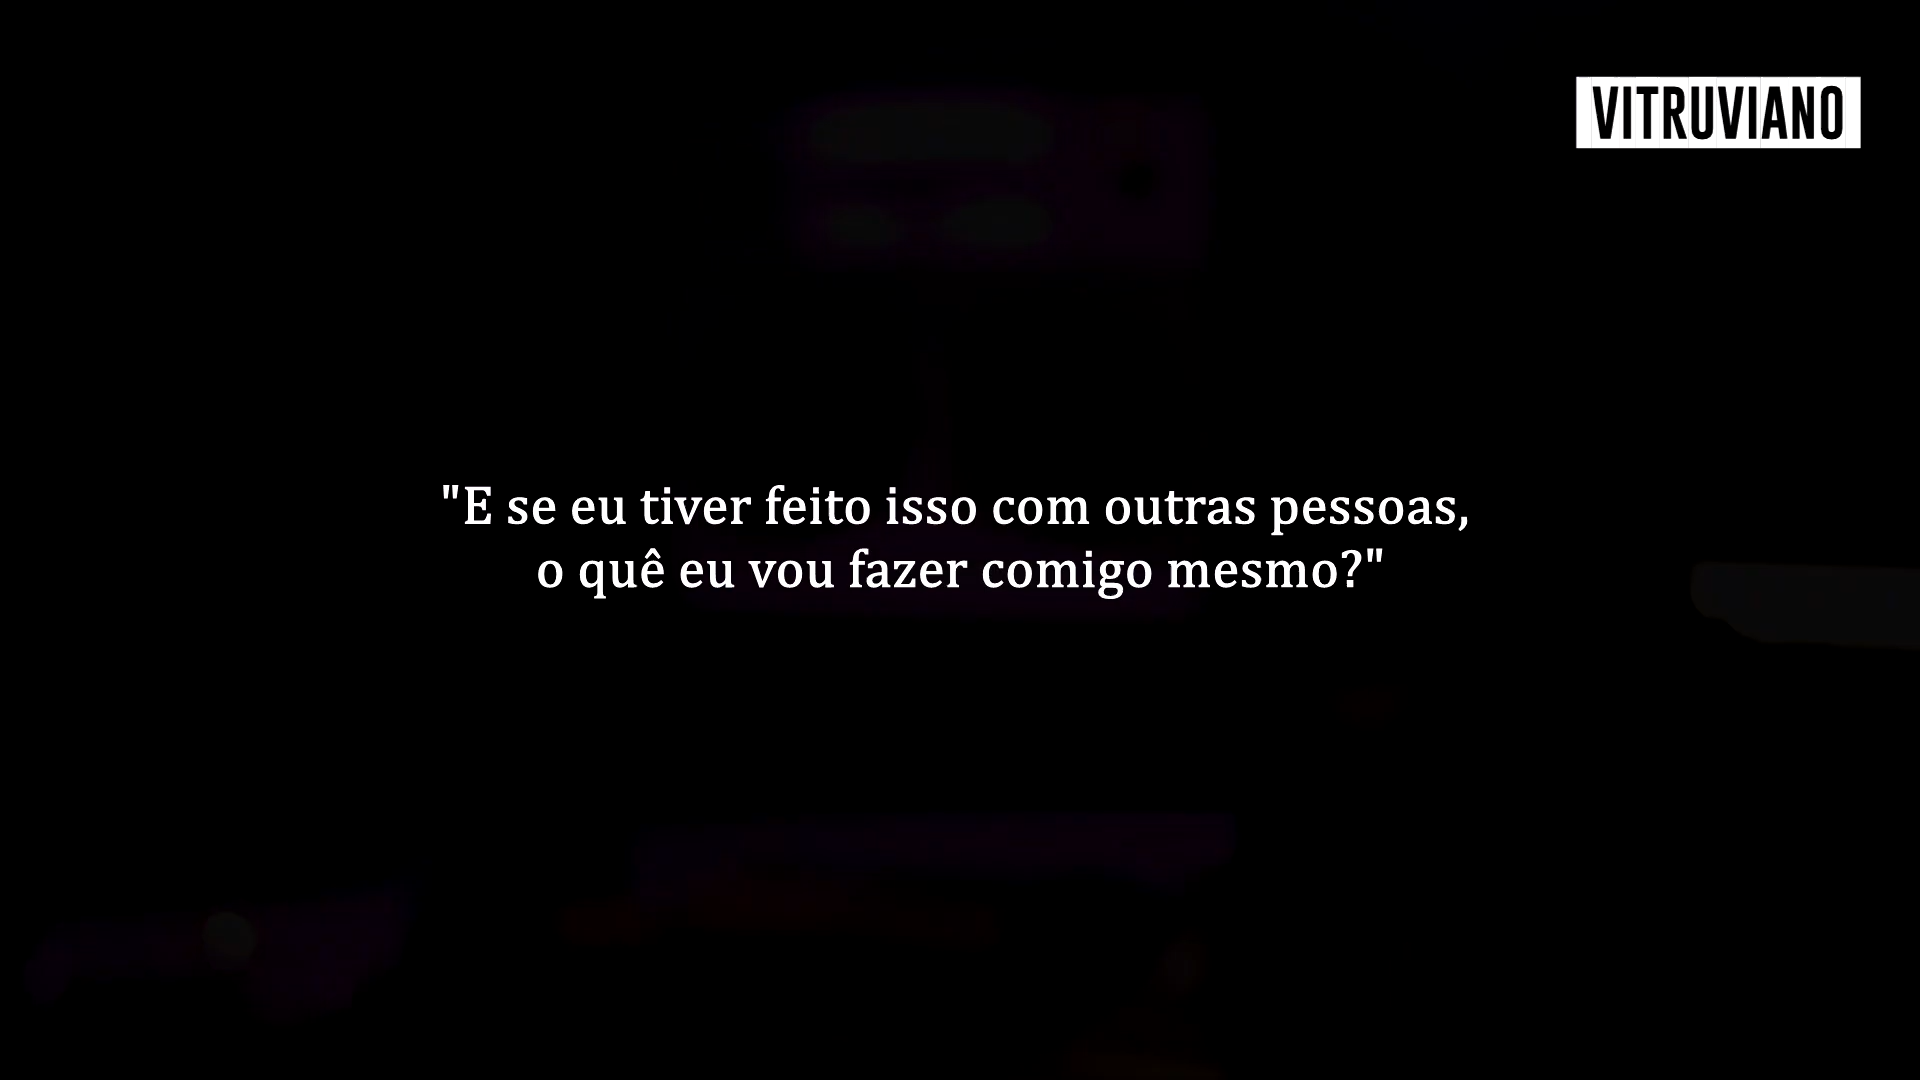 VITRUVIANO
"E se eu tiver feito isso com outras pessoas,
o quê eu vou fazer comigo mesmo?"